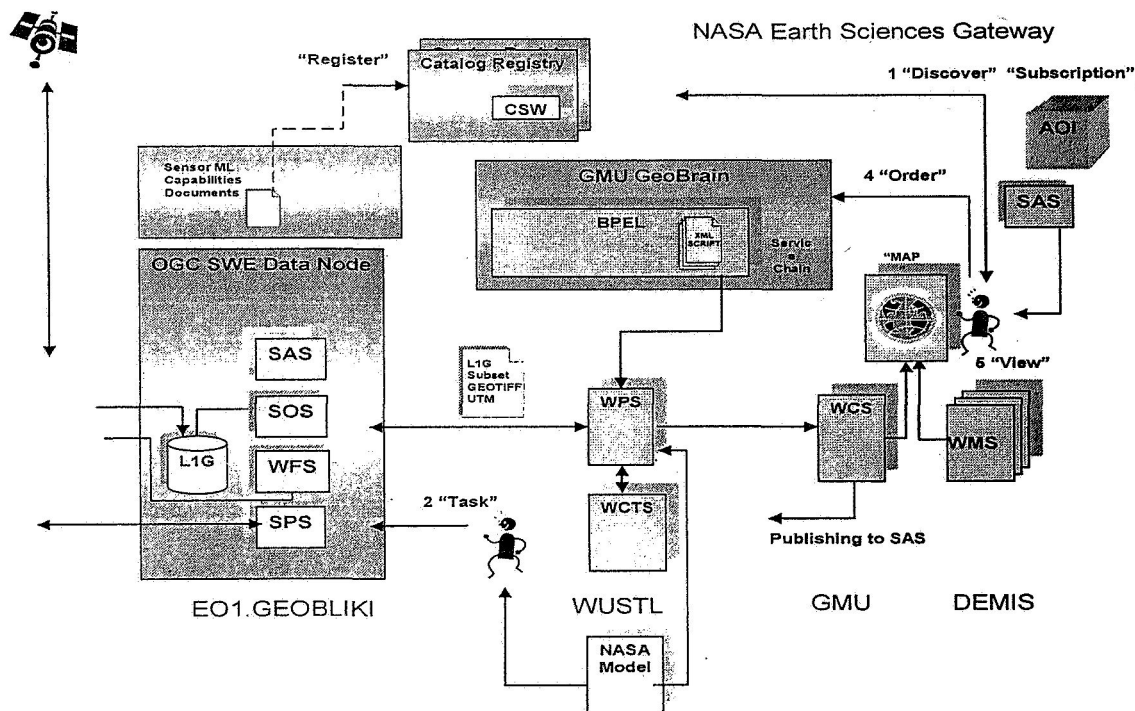 NASA Earth Sciences Gateway
"Register"
Catalog Registry
CSW
1 "Discover" "Subscription"
AOI
SAS
Sensor ML
Capabilities
Documents
GMU GeoBrain
BPEL
XML
SCRIPT
Servic
e
Chain
4 "Order"
"MAP
5 "View"
OGC SWE Data Node
SAS
SOS
L1G
WFS
SPS
L1G
Subset
GEOTIFF
UTM
WPS
WCTS
WCS
WMS
2 "Task"
Publishing to SAS
EO1.GEOBLIKI
WUSTL
GMU
DEMIS
NASA
Model